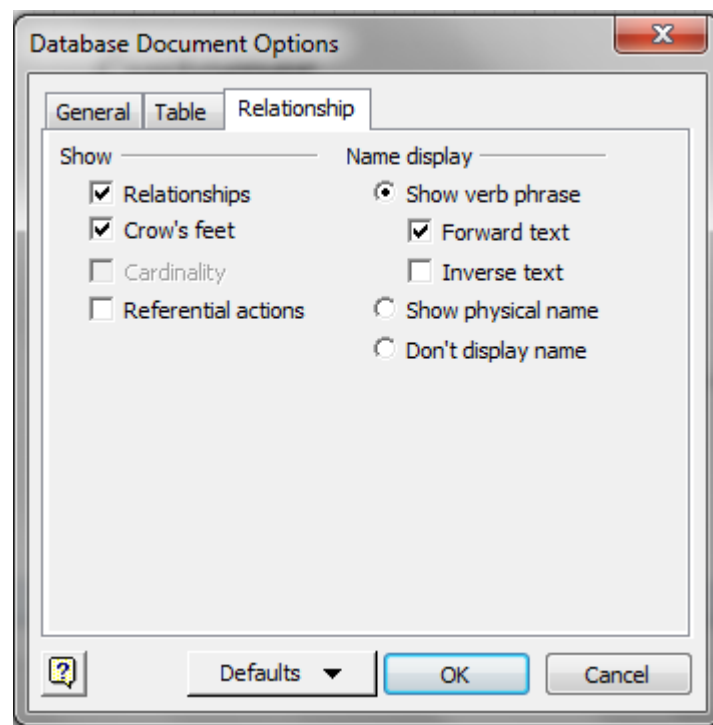 Database Document Options
General Table Relationship
Show
Relationships
Crow's feet
Cardinality
Referential actions
Name display
Show verb phrase
Forward text
Inverse text
Show physical name
Don't display name
Defaults OK Cancel